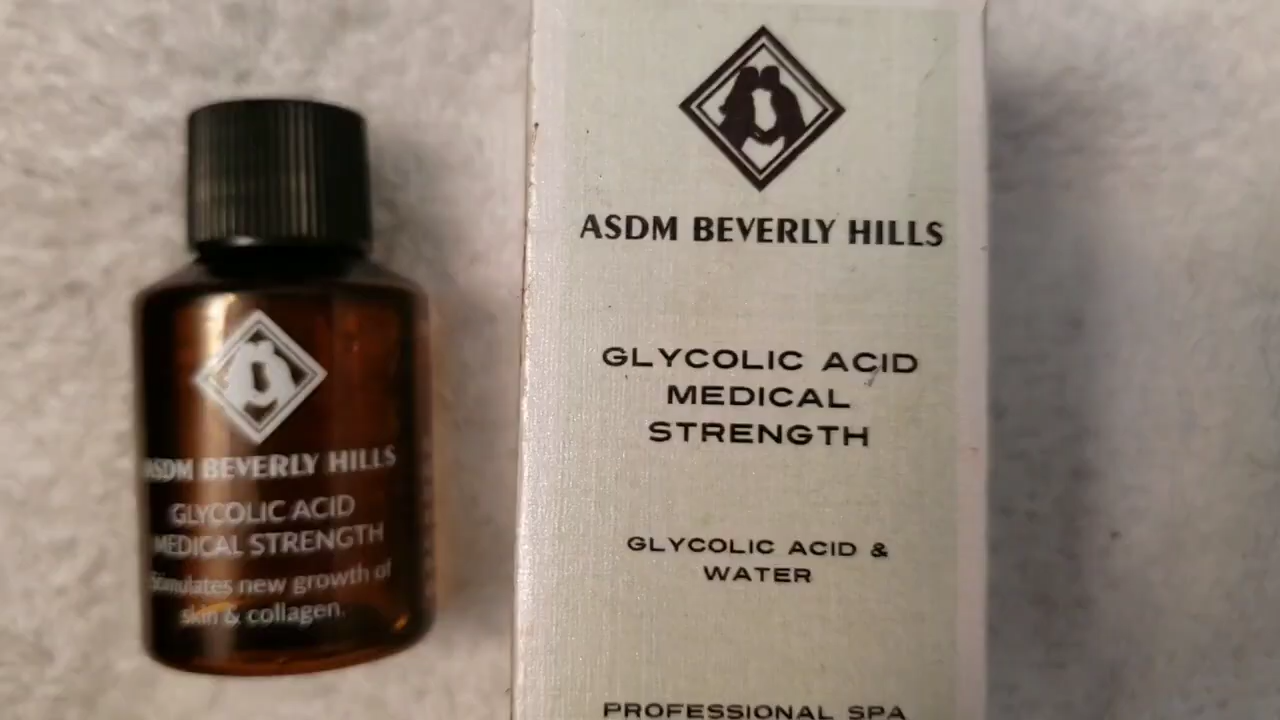 ASDM BEVERLY HILLS
GLYCOLIC ACID
MEDICAL STRENGTH
Stimulates new growth of
skin & collagen.
ASDM BEVERLY HILLS
GLYCOLIC ACID
MEDICAL
STRENGTH
GLYCOLIC ACID &
WATER
PROFESSIONAL SPA